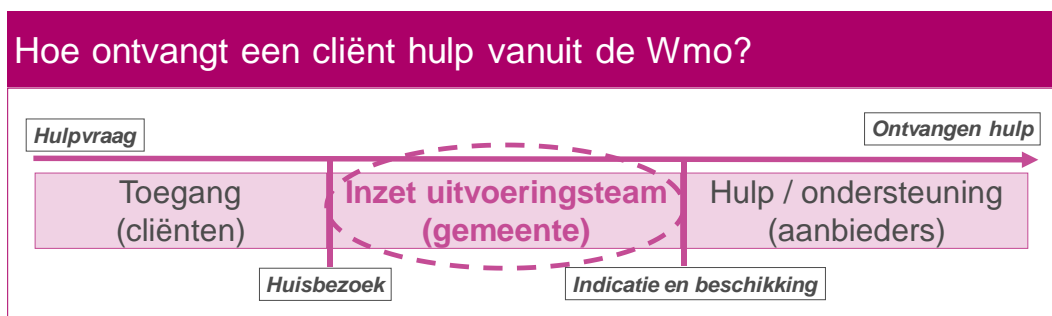 Hoe ontvangt een cliënt hulp vanuit de Wmo?
Hulpvraag
Ontvangen hulp
Toegang
(cliënten)
Inzet uitvoeringsteam
(gemeente)
Hulp / ondersteuning
(aanbieders)
Huisbezoek
Indicatie en beschikking